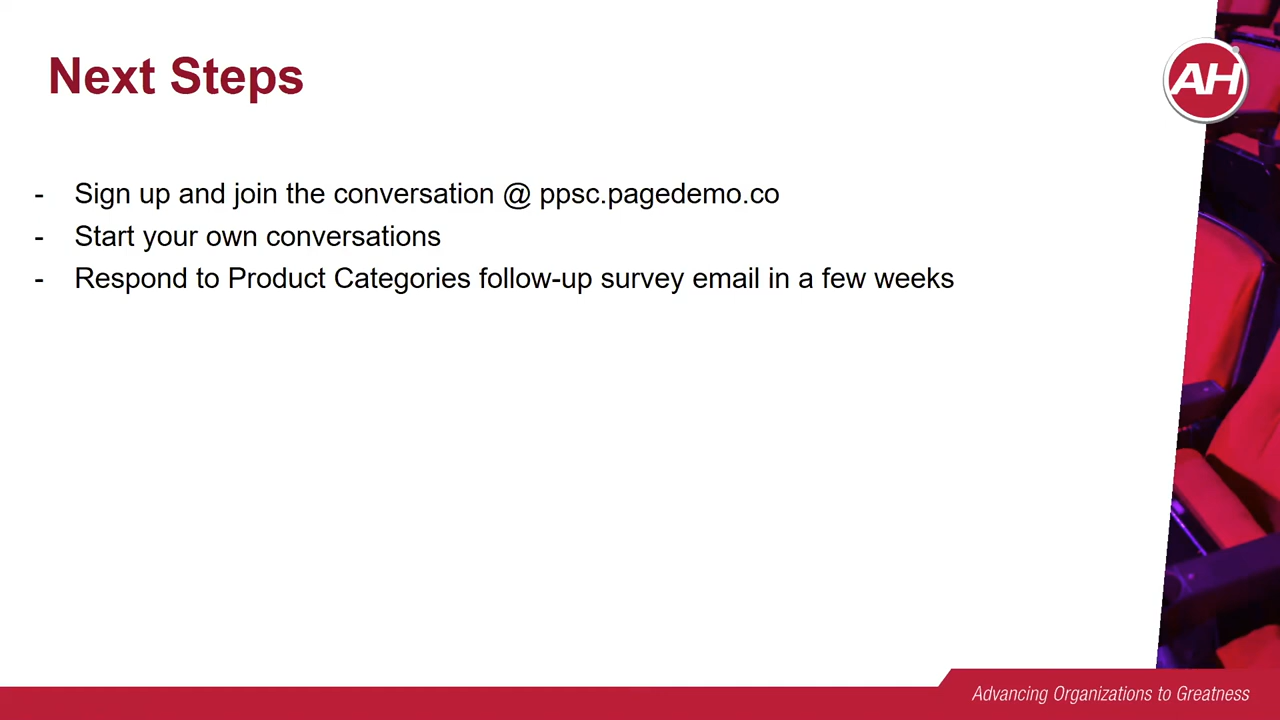 Next Steps
AH
- Sign up and join the conversation @ ppsc.pagedemo.co
- Start your own conversations
- Respond to Product Categories follow-up survey email in a few weeks
Advancing Organizations to Greatness